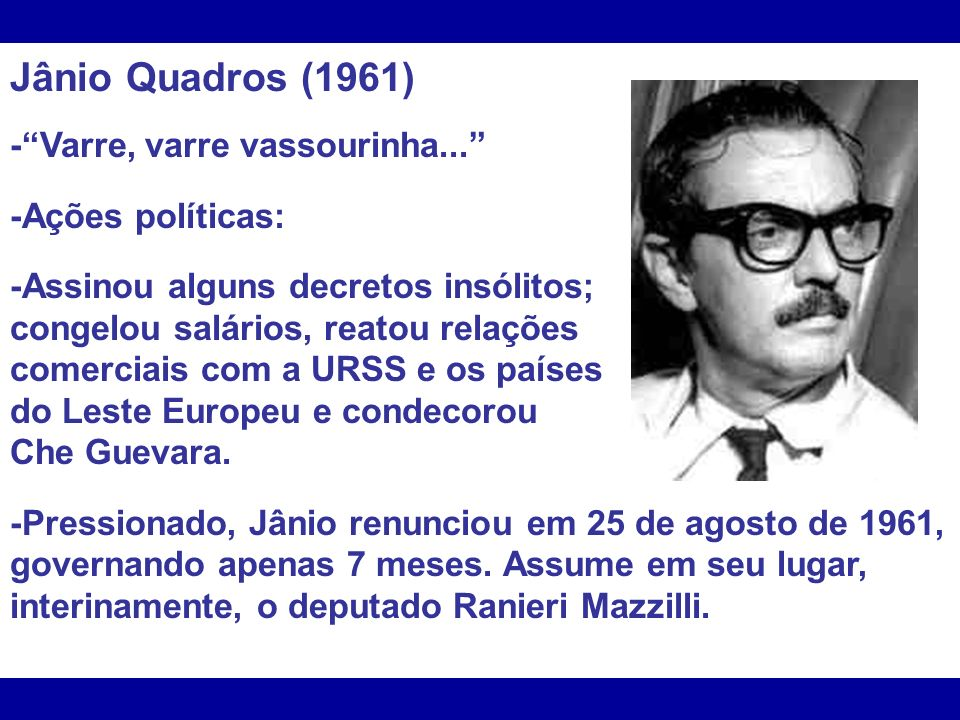 Jânio Quadros (1961)
-“Varre, varre vassourinha...”
-Ações políticas:
-Assinou alguns decretos insólitos;
congelou salários, reatou relações
comerciais com a URSS e os países
do Leste Europeu e condecorou
Che Guevara.
-Pressionado, Jânio renunciou em 25 de agosto de 1961,
governando apenas 7 meses. Assume em seu lugar,
interinamente, o deputado Ranieri Mazzilli.